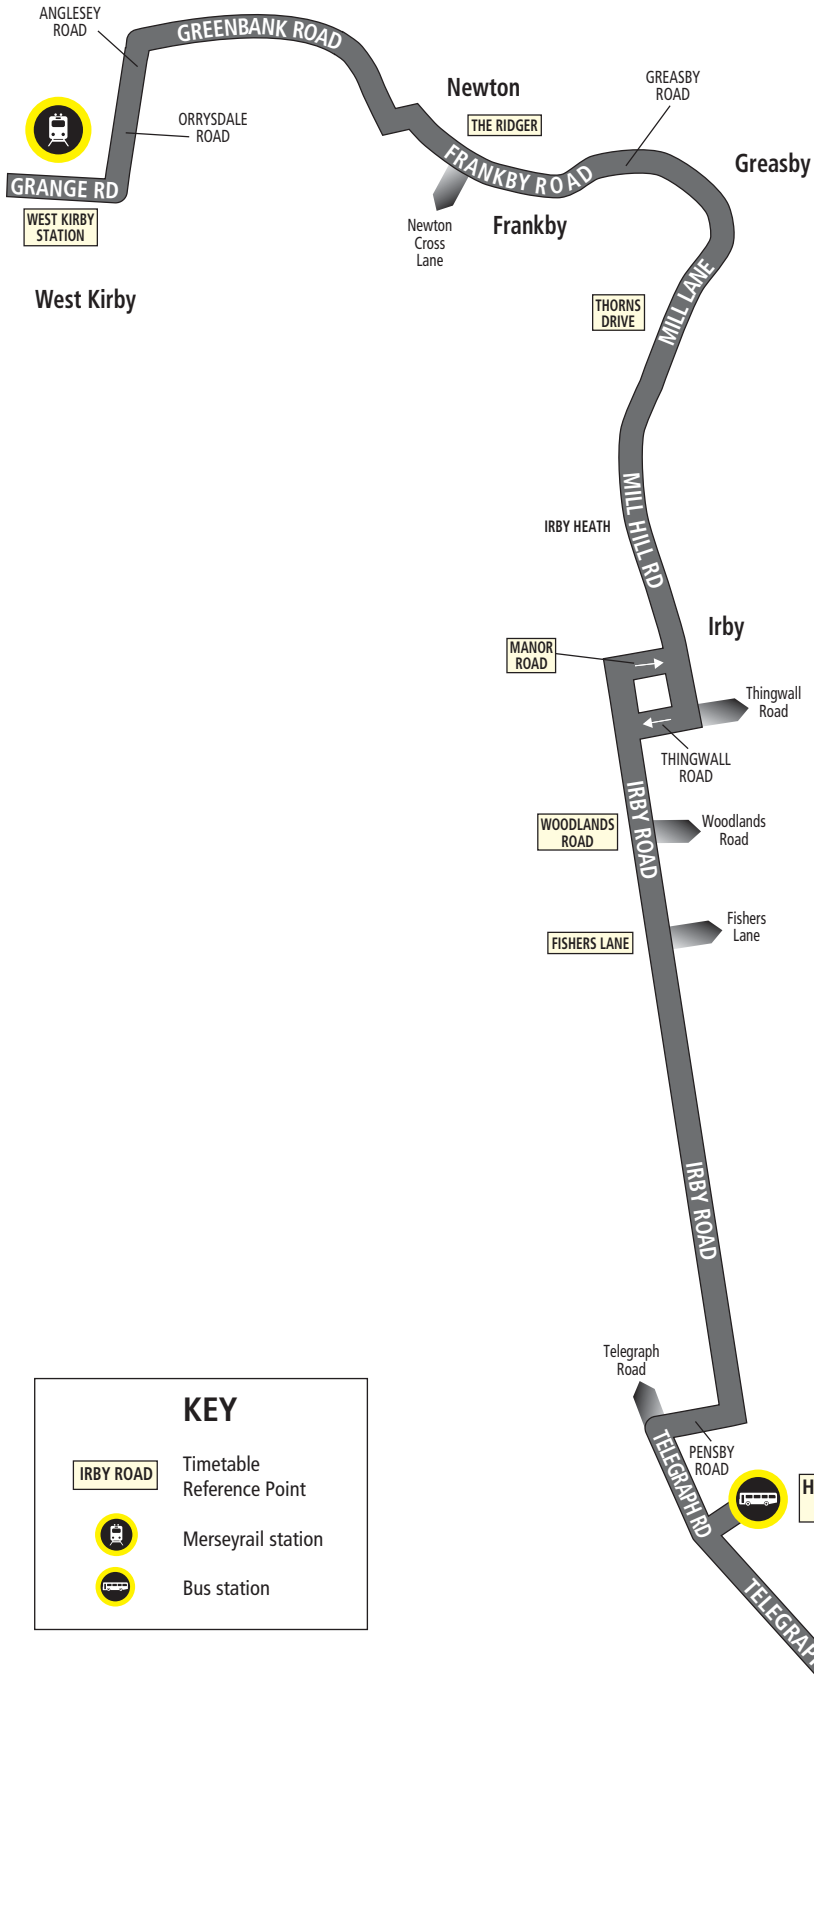 ANGLESEY
ROAD
GREENBANK ROAD
ORRYSDALE
ROAD
GRANGE RD
WEST KIRBY
STATION
West Kirby
Newton
THE RIDGER
FRANKBY ROAD
Newton
Cross
Lane
Frankby
GREASBY
ROAD
Greasby
THORNS
DRIVE
MILL LANE
IRBY HEATH
MILL HILL RD
Irby
MANOR
ROAD
Thingwall
Road
THINGWALL
ROAD
WOODLANDS
ROAD
IRBY ROAD
Woodlands
Road
FISHERS LANE
Fishers
Lane
IRBY ROAD
Telegraph
Road
PENSBY
ROAD
TELEGRAPH RD
H
TELEGRAPH
KEY
IRBY ROAD
Timetable
Reference Point
Merseyrail station
Bus station